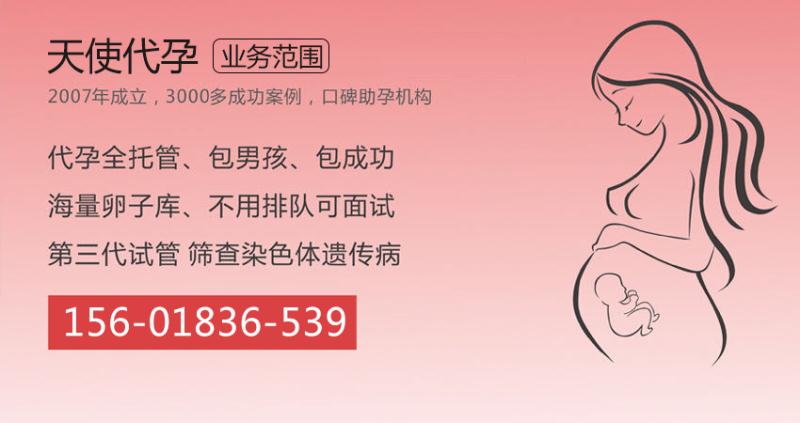 天使代孕 业务范围
2007年成立，3000多成功案例，口碑助孕机构
代孕全托管、包男孩、包成功
海量卵子库、不用排队可面试
第三代试管 筛查染色体遗传病
156-01836-539